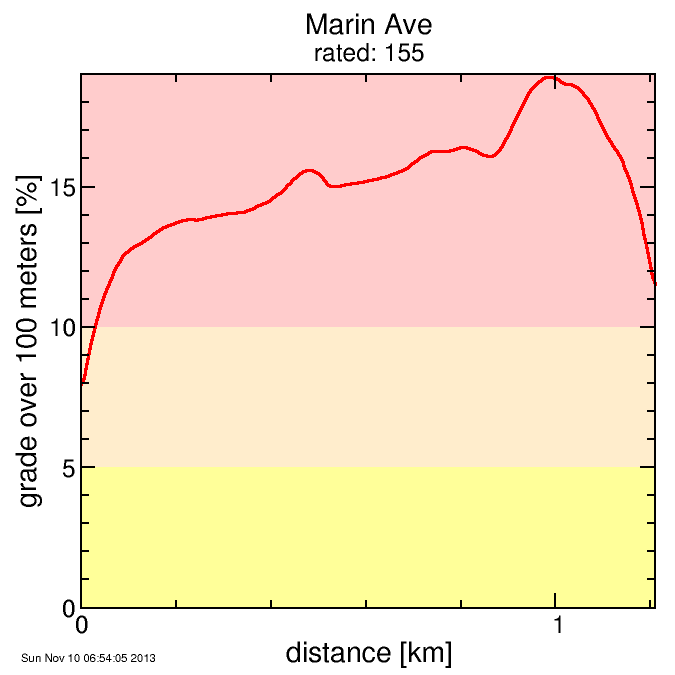 Marin Ave
rated: 155
grade over 100 meters [%]
15
10
5
0
0 1
distance [km]
Sun Nov 10 06:54:05 2013